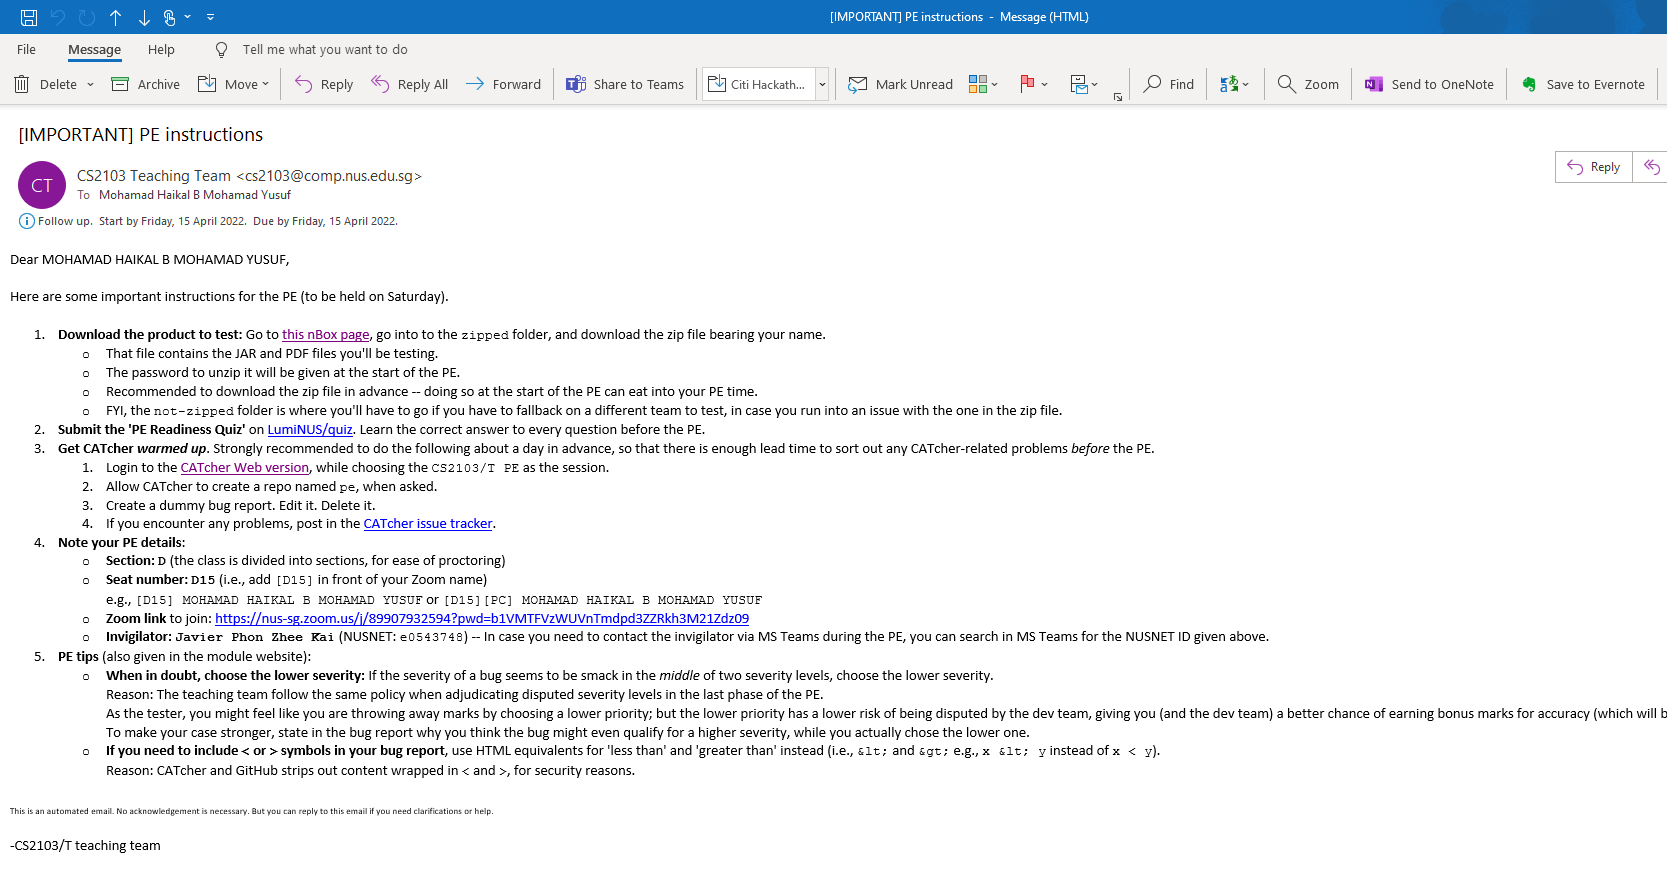 [IMPORTANT] PE instructions - Message (HTML)
File Message Help Tell me what you want to do
Delete Archive Move Reply Reply All Forward Share to Teams Citi Hackath... Mark Unread Find Zoom Send to OneNote Save to Evernote
[IMPORTANT] PE instructions
CT
CS2103 Teaching Team <cs2103@comp.nus.edu.sg>
To Mohamad Haikal B Mohamad Yusuf
Reply
Follow up. Start by Friday, 15 April 2022. Due by Friday, 15 April 2022.
Dear MOHAMAD HAIKAL B MOHAMAD YUSUF,
Here are some important instructions for the PE (to be held on Saturday).
1. Download the product to test: Go to this nBox page, go into to the zipped folder, and download the zip file bearing your name.
o That file contains the JAR and PDF files you'll be testing.
o The password to unzip it will be given at the start of the PE.
o Recommended to download the zip file in advance -- doing so at the start of the PE can eat into your PE time.
o FYI, the not-zipped folder is where you'll have to go if you have to fallback on a different team to test, in case you run into an issue with the one in the zip file.
2. Submit the 'PE Readiness Quiz' on LumiNUS/quiz. Learn the correct answer to every question before the PE.
3. Get CATcher warmed up. Strongly recommended to do the following about a day in advance, so that there is enough lead time to sort out any CATcher-related problems before the PE.
1. Login to the CATcher Web version, while choosing the CS2103/T PE as the session.
2. Allow CATcher to create a repo named pe, when asked.
3. Create a dummy bug report. Edit it. Delete it.
4. If you encounter any problems, post in the CATcher issue tracker.
4. Note your PE details:
o Section: D (the class is divided into sections, for ease of proctoring)
o Seat number: D15 (i.e., add [D15] in front of your Zoom name)
e.g., [D15] MOHAMAD HAIKAL B MOHAMAD YUSUF or [D15][PC] MOHAMAD HAIKAL B MOHAMAD YUSUF
o Zoom link to join: https://nus-sg.zoom.us/j/89907932594?pwd=b1VMTFVzWUVnTmdpd3ZZRkh3M21Zdz09
o Invigilator: Javier Phon Zhee Kai (NUSNET: e0543748) -- In case you need to contact the invigilator via MS Teams during the PE, you can search in MS Teams for the NUSNET ID given above.
5. PE tips (also given in the module website):
o When in doubt, choose the lower severity: If the severity of a bug seems to be smack in the middle of two severity levels, choose the lower severity.
Reason: The teaching team follow the same policy when adjudicating disputed severity levels in the last phase of the PE.
As the tester, you might feel like you are throwing away marks by choosing a lower priority; but the lower priority has a lower risk of being disputed by the dev team, giving you (and the dev team) a better chance of earning bonus marks for accuracy (which will b
To make your case stronger, state in the bug report why you think the bug might even qualify for a higher severity, while you actually chose the lower one.
o If you need to include < or > symbols in your bug report, use HTML equivalents for 'less than' and 'greater than' instead (i.e., &lt; and &gt; e.g., x &lt; y instead of x < y).
Reason: CATcher and GitHub strips out content wrapped in < and >, for security reasons.
This is an automated email. No acknowledgement is necessary. But you can reply to this email if you need clarifications or help.
-CS2103/T teaching team